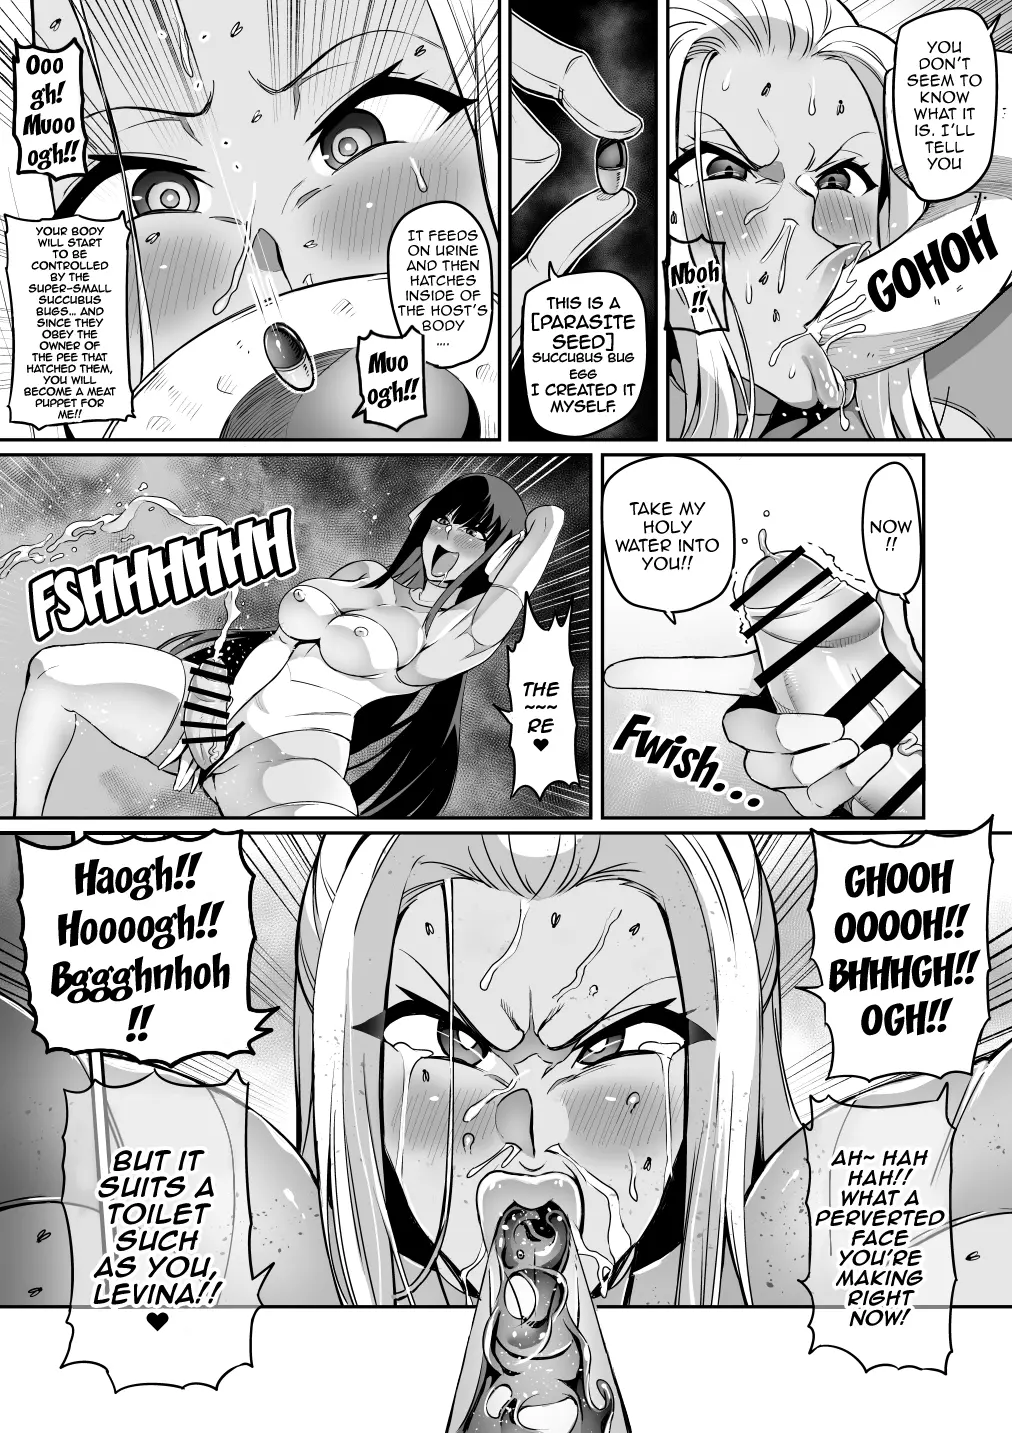 YOU
DON'T
SEEM TO
KNOW
WHAT IT
IS. I'LL
TELL
YOU
Nboh
!!
GOHOH
THIS IS A
[PARASITE
SEED]
SUCCUBUS BUG
EGG
I CREATED IT
MYSELF.
Ooo
gh!
Muoo
ogh!!
IT FEEDS
ON URINE
AND THEN
HATCHES
INSIDE OF
THE HOST'S
BODY
....
Muo
ogh!!
YOUR BODY
WILL START
TO BE
CONTROLLED
BY THE
SUPER-SMALL
SUCCUBUS
BUGS... AND
SINCE THEY
OBEY THE
OWNER OF
THE PEE THAT
HATCHED THEM,
YOU WILL
BECOME A MEAT
PUPPET FOR
ME!!
NOW
!!
TAKE MY
HOLY
WATER INTO
YOU!!
Fwish...
THE
~~~
RE
♥
FSHHHHHHH
GHOOH
OOOOH!!
BHHHGH!!
OGH!!
Haogh!!
Hoooogh!!
Bggghnhoh
!!
AH~ HAH
HAH!!
WHAT A
PERVERTED
FACE
YOU'RE
MAKING
RIGHT
NOW!
BUT IT
SUITS A
TOILET
SUCH
AS YOU,
LEVINA!!
♥